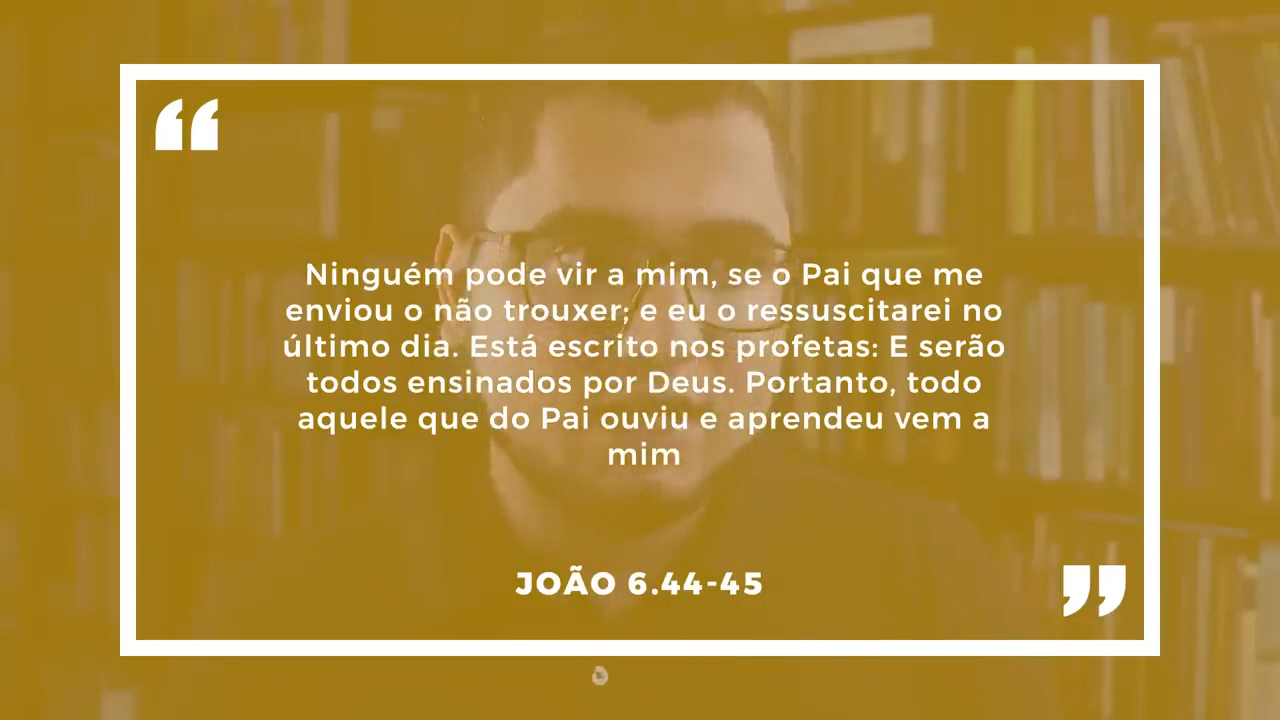 Ninguém pode vir a mim, se o Pai que me
enviou o não trouxer; e eu o ressuscitarei no
último dia. Está escrito nos profetas: E serão
todos ensinados por Deus. Portanto, todo
aquele que do Pai ouviu e aprendeu vem a
mim
JOÃO 6.44-45